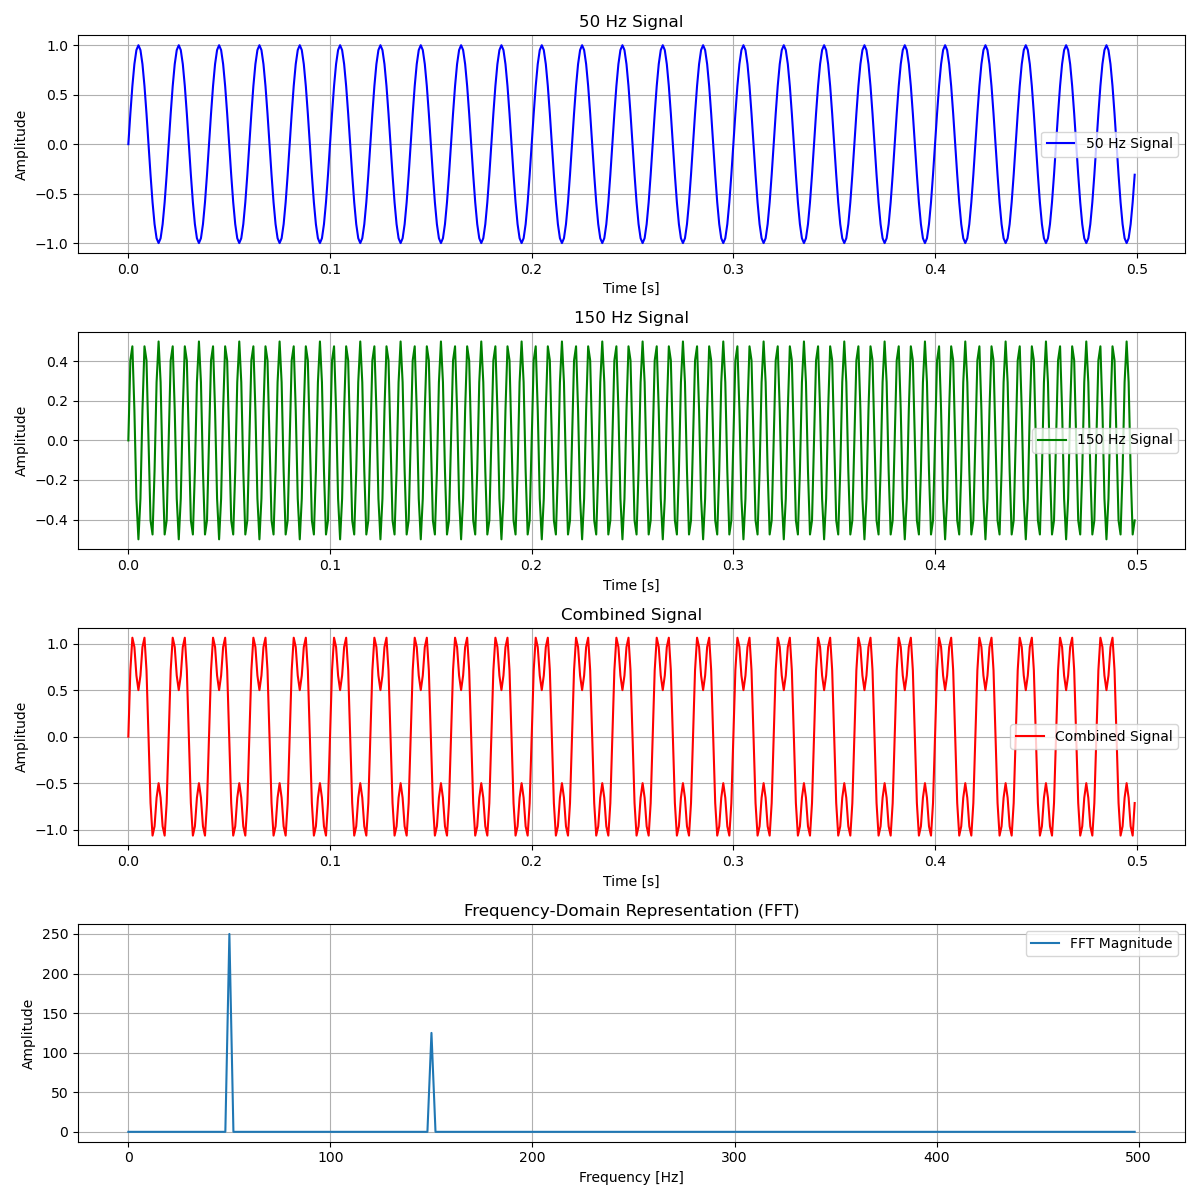 50 Hz Signal
1.0
0.5
0.0
−0.5
−1.0
Amplitude
50 Hz Signal
0.0 0.1 0.2 0.3 0.4 0.5
Time [s]
150 Hz Signal
0.4
0.2
0.0
−0.2
−0.4
Amplitude
150 Hz Signal
0.0 0.1 0.2 0.3 0.4 0.5
Time [s]
Combined Signal
1.0
0.5
0.0
−0.5
−1.0
Amplitude
Combined Signal
0.0 0.1 0.2 0.3 0.4 0.5
Time [s]
Frequency-Domain Representation (FFT)
250
200
150
100
50
0
Amplitude
FFT Magnitude
0 100 200 300 400 500
Frequency [Hz]